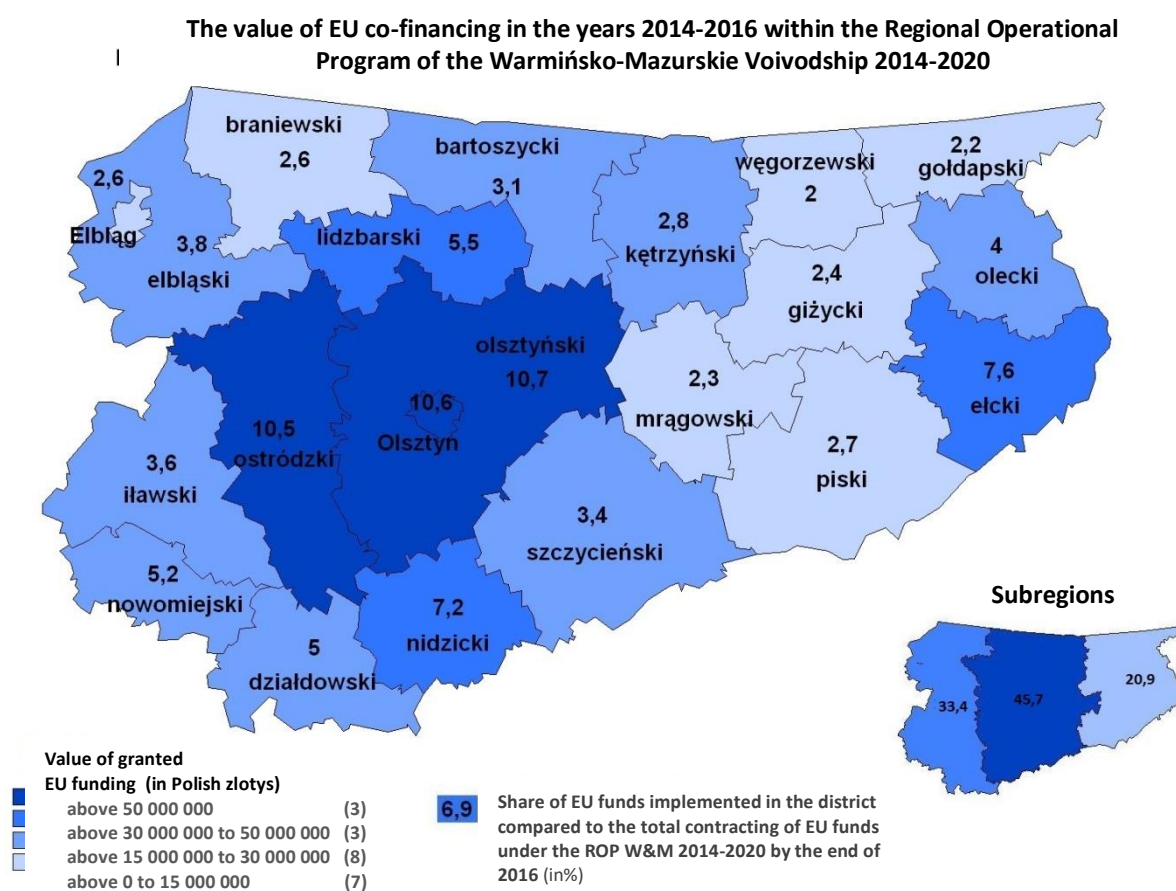 The value of EU co-financing in the years 2014-2016 within the Regional Operational
Program of the Warmińsko-Mazurskie Voivodship 2014-2020
braniewski
2,6
bartoszycki
3,1
węgorzewski
2
2,2
gołdapski
2,6
Elbląg
3,8
elbląski
lidzbarski
5,5
2,8
kętrzyński
2,4
giżycki
4
olecki
olsztyński
10,7
10,6
Olsztyn
10,5
ostródzki
2,3
mrągowski
7,6
ełcki
2,7
piski
3,6
iławski
3,4
szczycieński
5,2
nowomiejski
7,2
nidzicki
5
działdowski
Subregions
33,4
45,7
20,9
Value of granted
EU funding (in Polish zlotys)
above 50 000 000 (3)
above 30 000 000 to 50 000 000 (3)
above 15 000 000 to 30 000 000 (8)
above 0 to 15 000 000 (7)
6,9
Share of EU funds implemented in the district
compared to the total contracting of EU funds
under the ROP W&M 2014-2020 by the end of
2016 (in%)